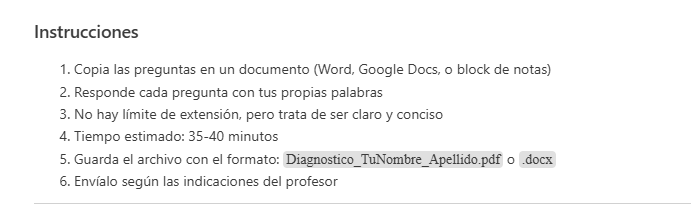 Instrucciones
1. Copia las preguntas en un documento (Word, Google Docs, o block de notas)
2. Responde cada pregunta con tus propias palabras
3. No hay límite de extensión, pero trata de ser claro y conciso
4. Tiempo estimado: 35-40 minutos
5. Guarda el archivo con el formato: Diagnostico_TuNombre_Apellido.pdf o .docx
6. Envíalo según las indicaciones del profesor